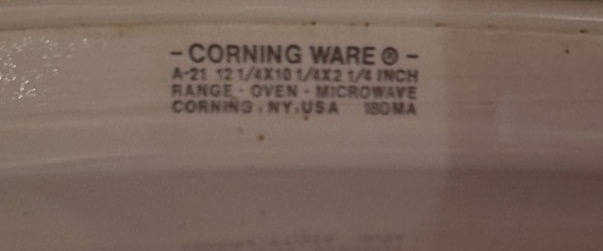 - CORNING WARE ® -
A-21 12 1/4X10 1/4X2 1/4 INCH
RANGE - OVEN - MICROWAVE
CORNING, NY, USA 180MA